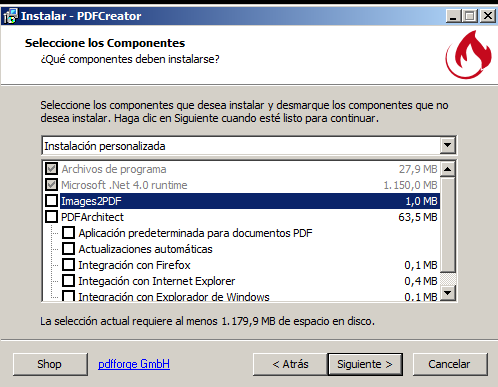 Instalar - PDFCreator
Seleccione los Componentes
¿Qué componentes deben instalarse?
Seleccione los componentes que desea instalar y desmarque los componentes que no
desea instalar. Haga clic en Siguiente cuando esté listo para continuar.
Instalación personalizada
Archivos de programa 27,9 MB
Microsoft .Net 4.0 runtime 1.150,0 MB
Images2PDF 1,0 MB
PDFArchitect 63,5 MB
Aplicación predeterminada para documentos PDF
Actualizaciones automáticas
Integración con Firefox 0,1 MB
Integación con Internet Explorer 0,4 MB
Integración con Explorador de Windows 0,1 MB
La selección actual requiere al menos 1.179,9 MB de espacio en disco.
Shop pdfforge GmbH < Atrás Siguiente > Cancelar